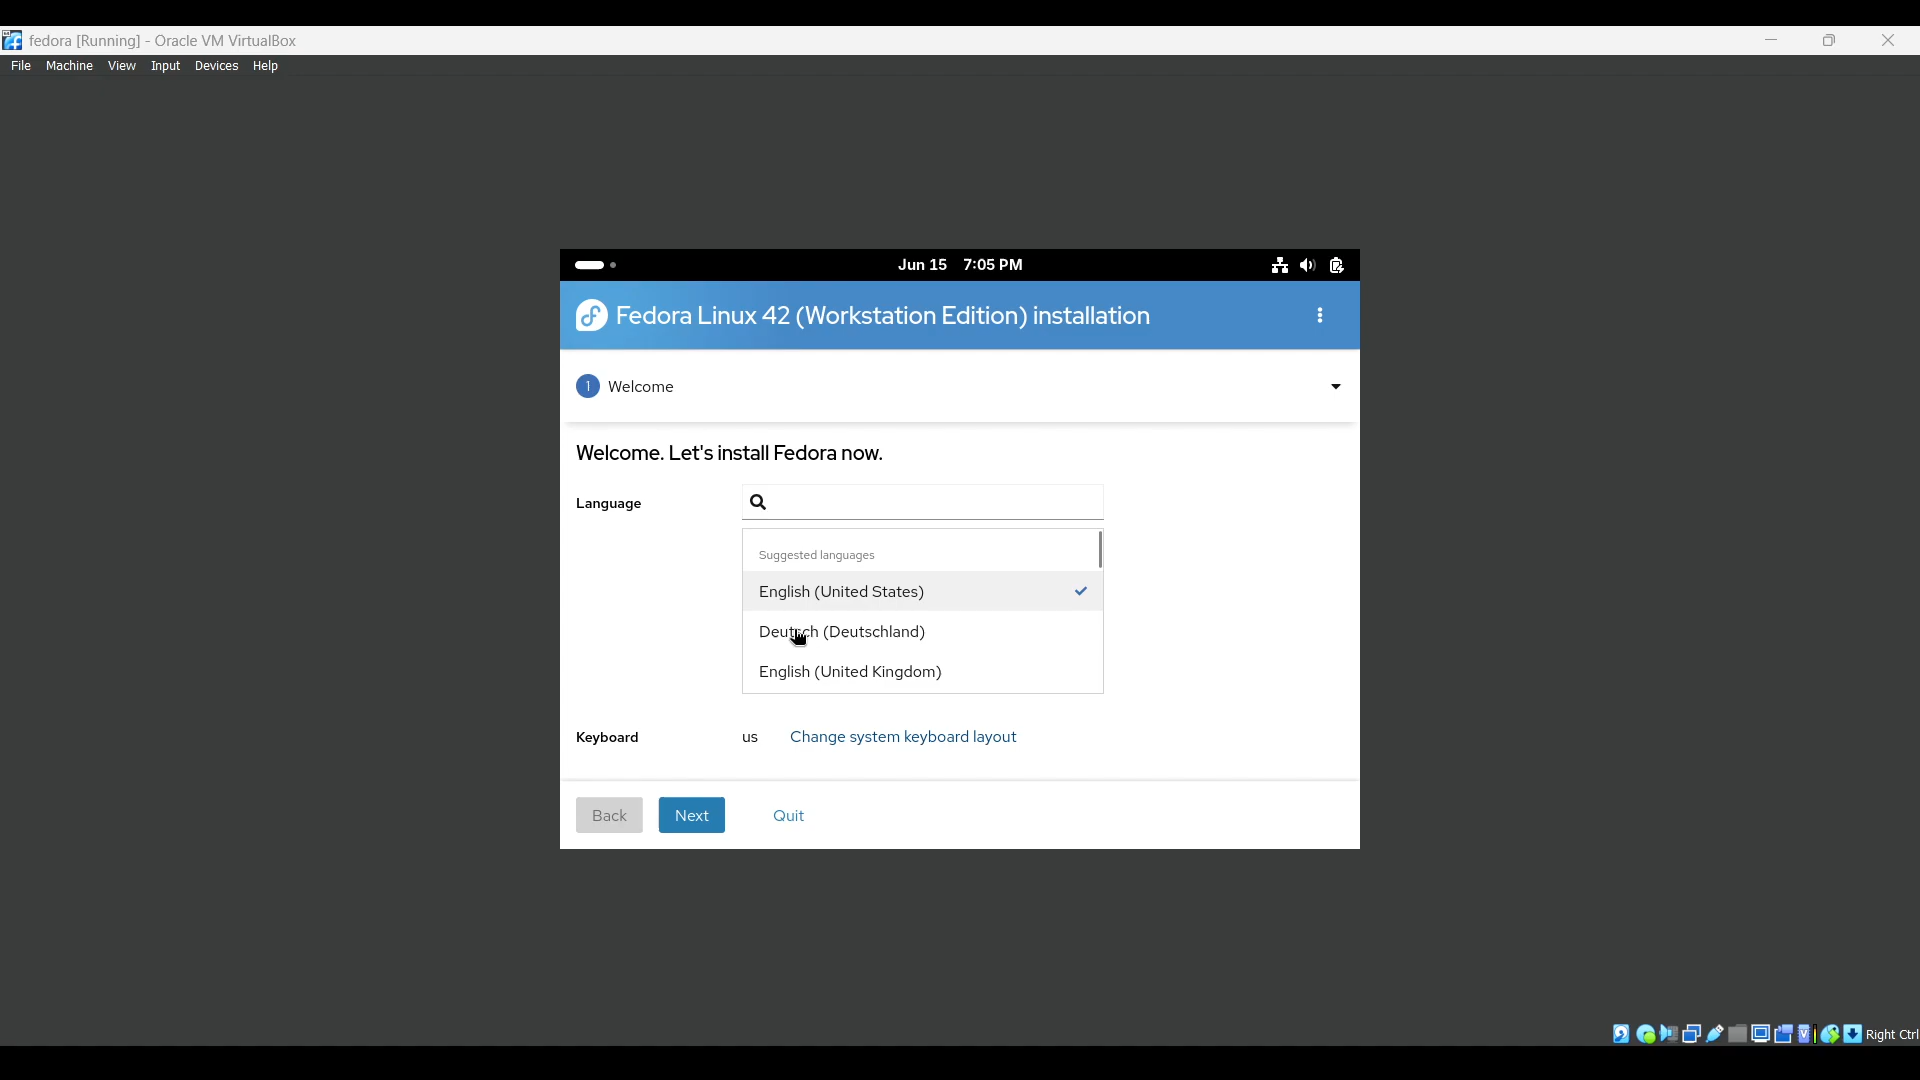 fedora [Running] - Oracle VM VirtualBox
File Machine View Input Devices Help
Jun 15 7:05 PM
Fedora Linux 42 (Workstation Edition) installation
1 Welcome
Welcome. Let's install Fedora now.
Language
Suggested languages
English (United States)
Deutsch (Deutschland)
English (United Kingdom)
Keyboard us Change system keyboard layout
Back Next Quit
Right Ctrl